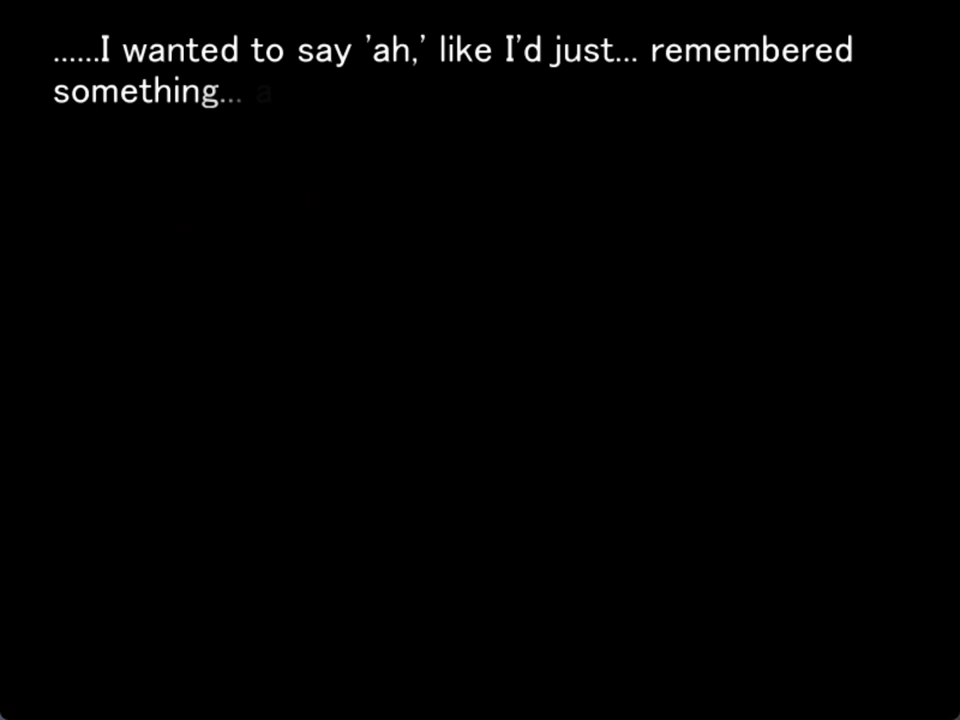 ......I wanted to say 'ah,' like I'd just... remembered
something... a